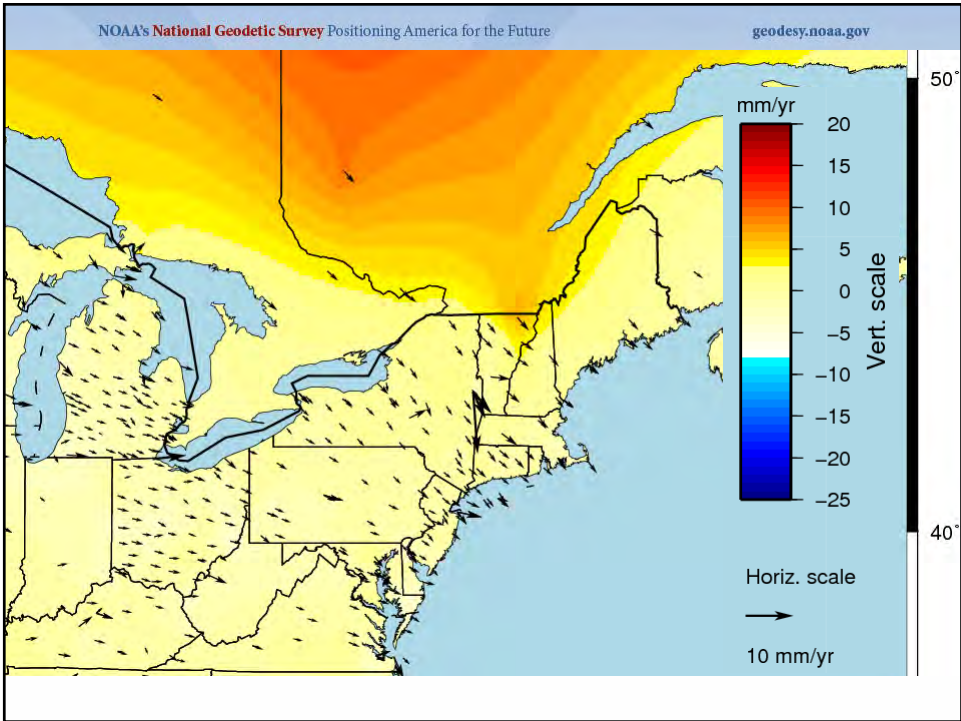 NOAA's National Geodetic Survey Positioning America for the Future
geodesy.noaa.gov
50°
mm/yr
20
15
10
5
0
−5
−10
−15
−20
−25
Vert. scale
40°
Horiz. scale
10 mm/yr